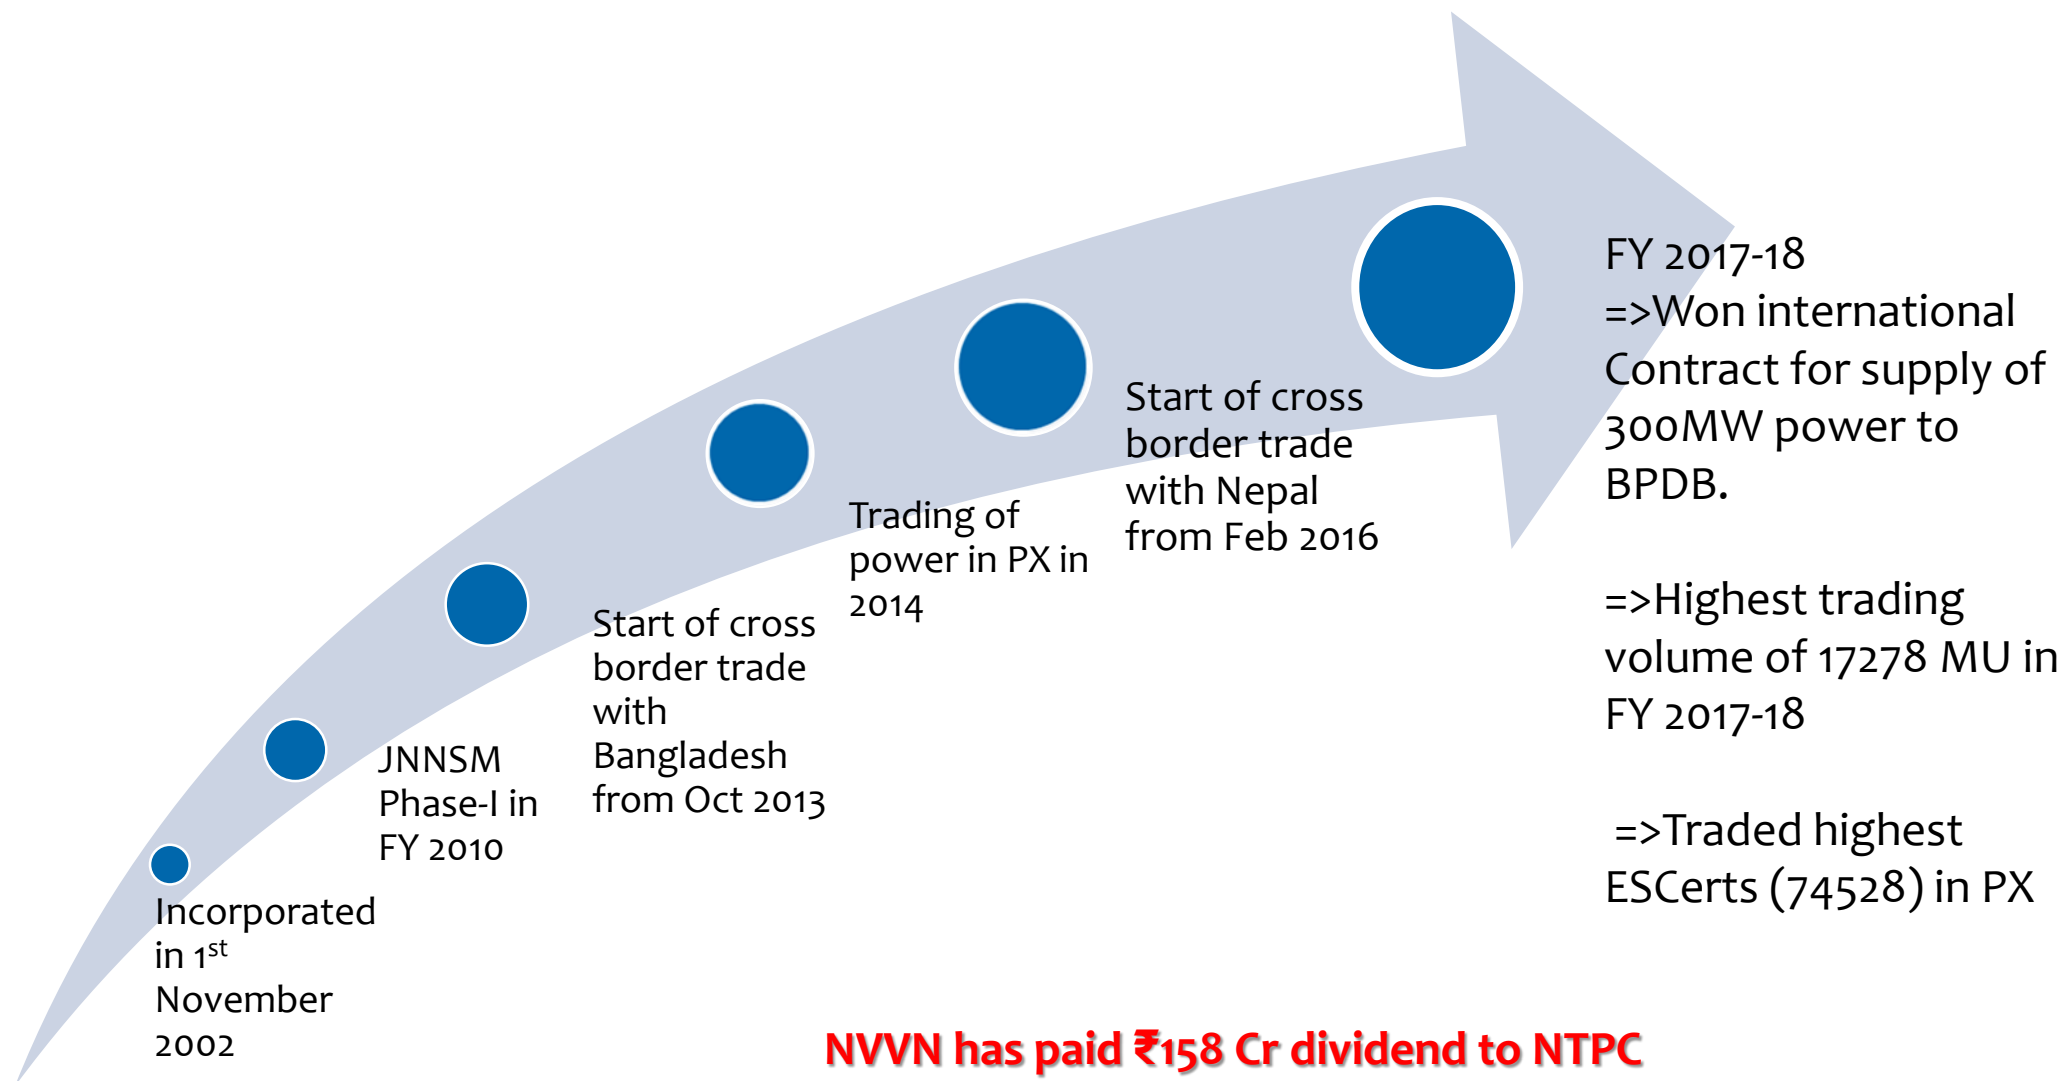 Incorporated
in 1st
November
2002
JNNSM
Phase-I in
FY 2010
Start of cross
border trade
with
Bangladesh
from Oct 2013
Trading of
power in PX in
2014
Start of cross
border trade
with Nepal
from Feb 2016
FY 2017-18
=>Won international
Contract for supply of
300MW power to
BPDB.
=>Highest trading
volume of 17278 MU in
FY 2017-18
=>Traded highest
ESCerts (74528) in PX
NVVN has paid ₹158 Cr dividend to NTPC